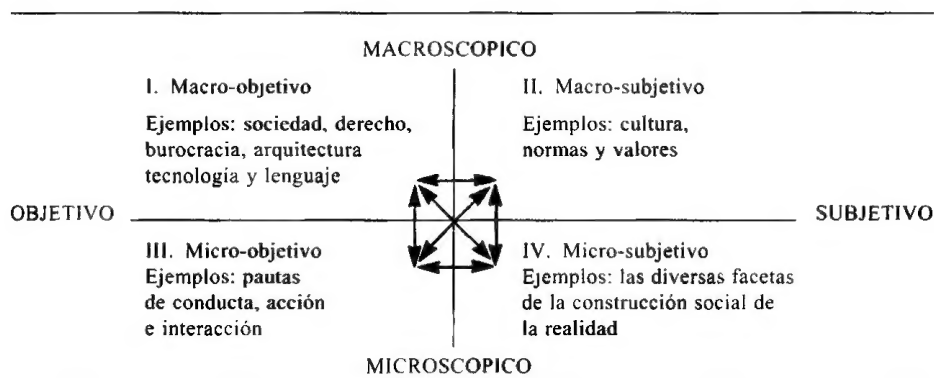 MACROSCOPICO
I. Macro-objetivo
Ejemplos: sociedad, derecho,
burocracia, arquitectura
tecnología y lenguaje
II. Macro-subjetivo
Ejemplos: cultura,
normas y valores
OBJETIVO
SUBJETIVO
III. Micro-objetivo
Ejemplos: pautas
de conducta, acción
e interacción
IV. Micro-subjetivo
Ejemplos: las diversas facetas
de la construcción social de
la realidad
MICROSCOPICO